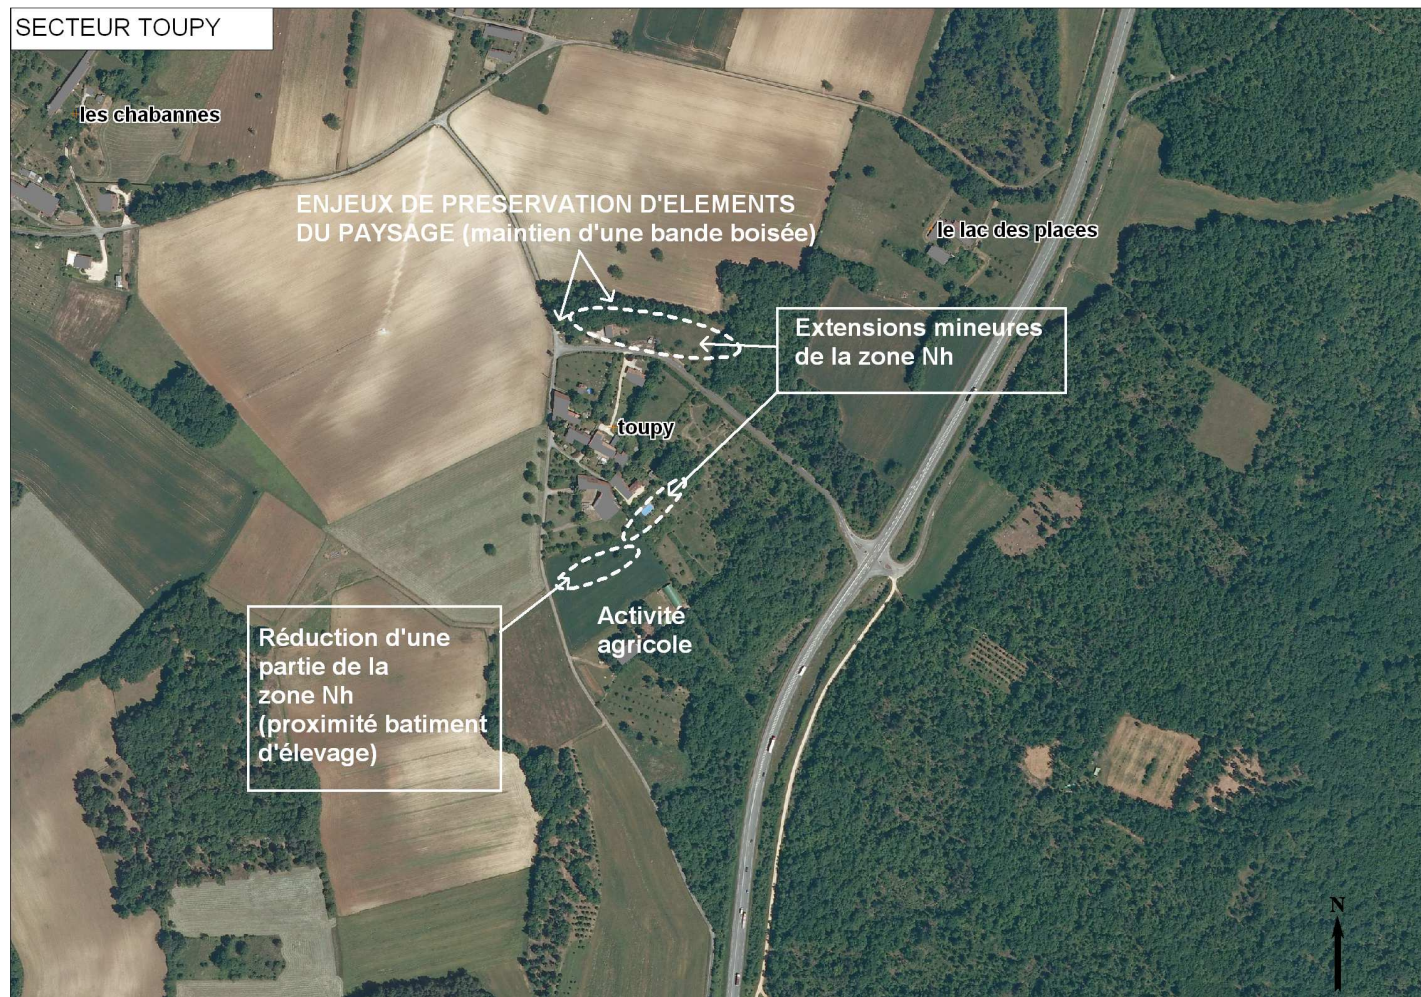 SECTEUR TOUPY
les chabannes
ENJEUX DE PRESERVATION D'ELEMENTS
DU PAYSAGE (maintien d'une bande boisée)
le lac des places
Extensions mineures
de la zone Nh
toupy
Activité
agricole
Réduction d'une
partie de la
zone Nh
(proximité batiment
d'élevage)
N